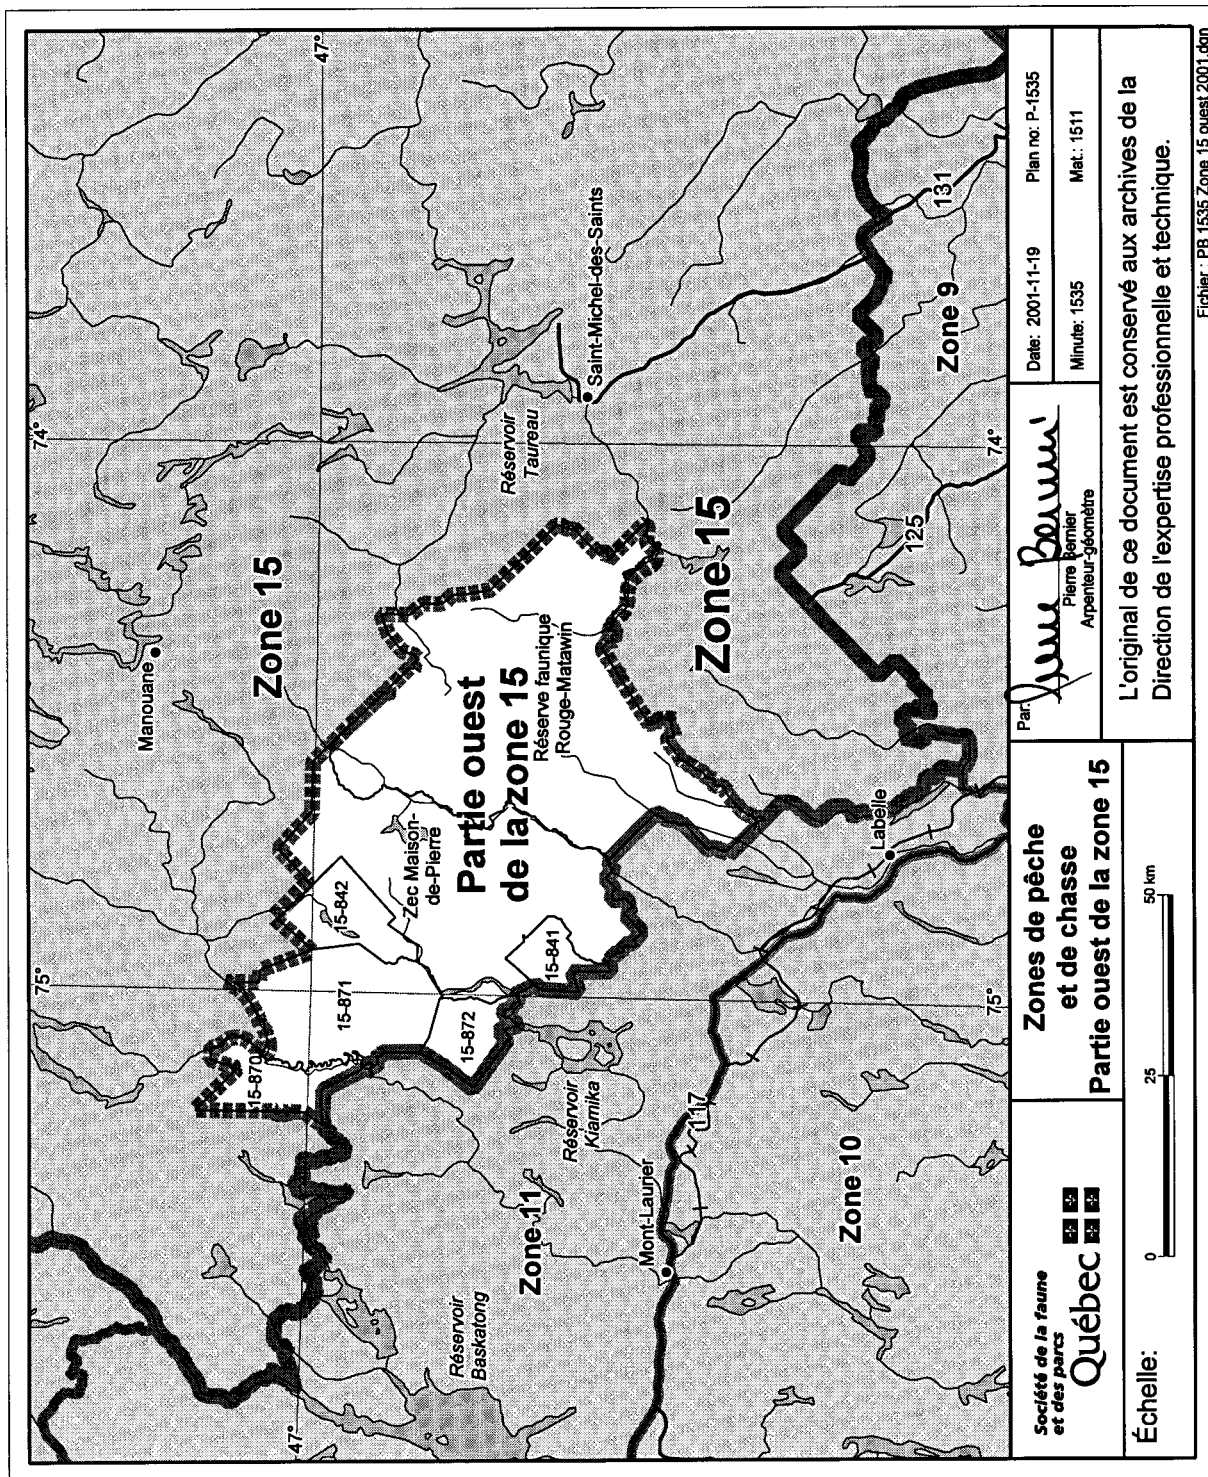 47°
47°
74°
74°
75°
75°
Manouane
Zone 15
Réservoir
Taureau
Saint-Michel-des-Saints
Zone 15
Partie ouest
de la zone 15
Réserve faunique
Rouge-Matawin
Zec Maison-
de-Pierre
15-842
15-871
15-870
15-872
15-841
Réservoir
Kiamika
Réservoir
Baskatong
Zone 11
Mont-Laurier
117
Zone 10
Labelle
125
131
Zone 9
Société de la faune
et des parcs
Québec
Échelle:
0
25
50 km
Zones de pêche
et de chasse
Partie ouest de la zone 15
Par:
Pierre Bernier
Pierre Bernier
Arpenteur-géomètre
Date: 2001-11-19
Plan no: P-1535
Minute: 1535
Mat.: 1511
L'original de ce document est conservé aux archives de la
Direction de l'expertise professionnelle et technique.
Fichier : PB 1535 Zone 15 ouest 2001.dgn